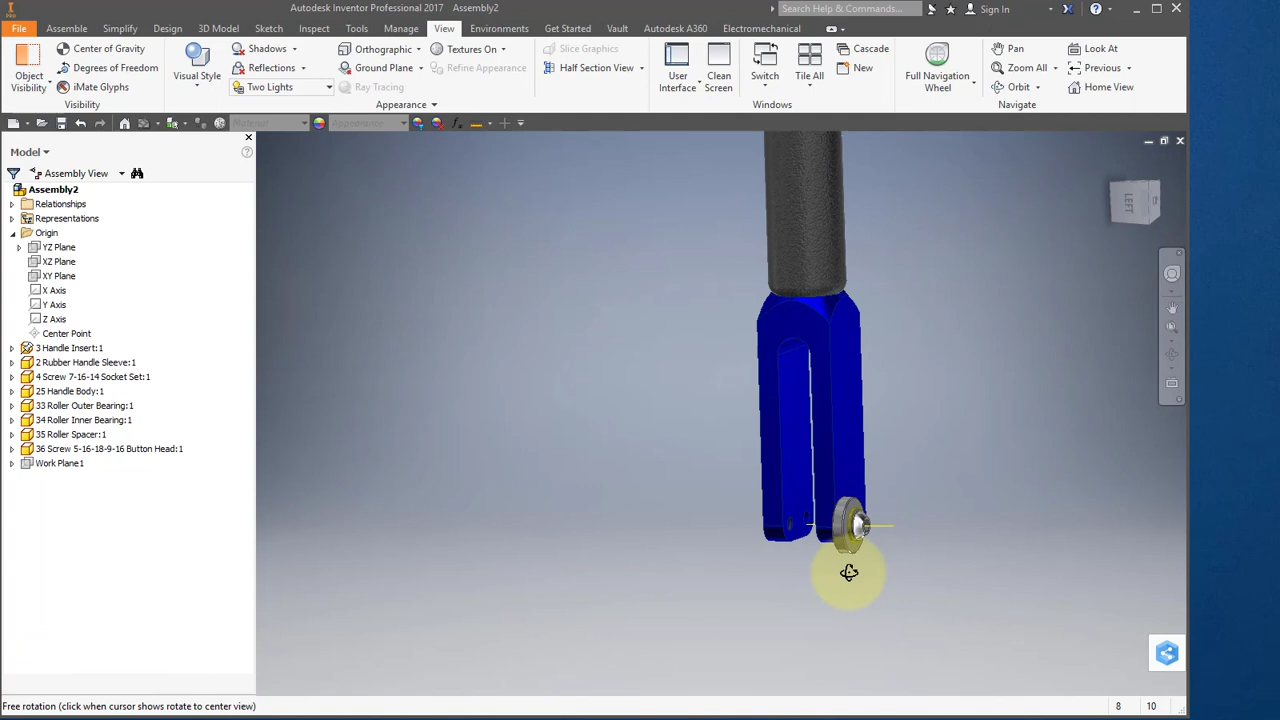 Autodesk Inventor Professional 2017 Assembly2
Search Help & Commands... Sign In
PRO
File Assemble Simplify Design 3D Model Sketch Inspect Tools Manage View Environments Get Started Vault Autodesk A360 Electromechanical
Object Visibility
Center of Gravity
Degrees of Freedom
iMate Glyphs
Visibility
Visual Style
Shadows
Reflections
Two Lights
Orthographic
Ground Plane
Ray Tracing
Textures On
Refine Appearance
Appearance
Slice Graphics
Half Section View
User Interface
Clean Screen
Switch
Tile All
Cascade
New
Windows
Full Navigation Wheel
Pan
Zoom All
Orbit
Look At
Previous
Home View
Navigate
Material Appearance
Model
Assembly View
Assembly2
Relationships
Representations
Origin
YZ Plane
XZ Plane
XY Plane
X Axis
Y Axis
Z Axis
Center Point
3 Handle Insert:1
2 Rubber Handle Sleeve:1
4 Screw 7-16-14 Socket Set:1
25 Handle Body:1
33 Roller Outer Bearing:1
34 Roller Inner Bearing:1
35 Roller Spacer:1
36 Screw 5-16-18-9-16 Button Head:1
Work Plane1
LEFT
Free rotation (click when cursor shows rotate to center view)
8 10